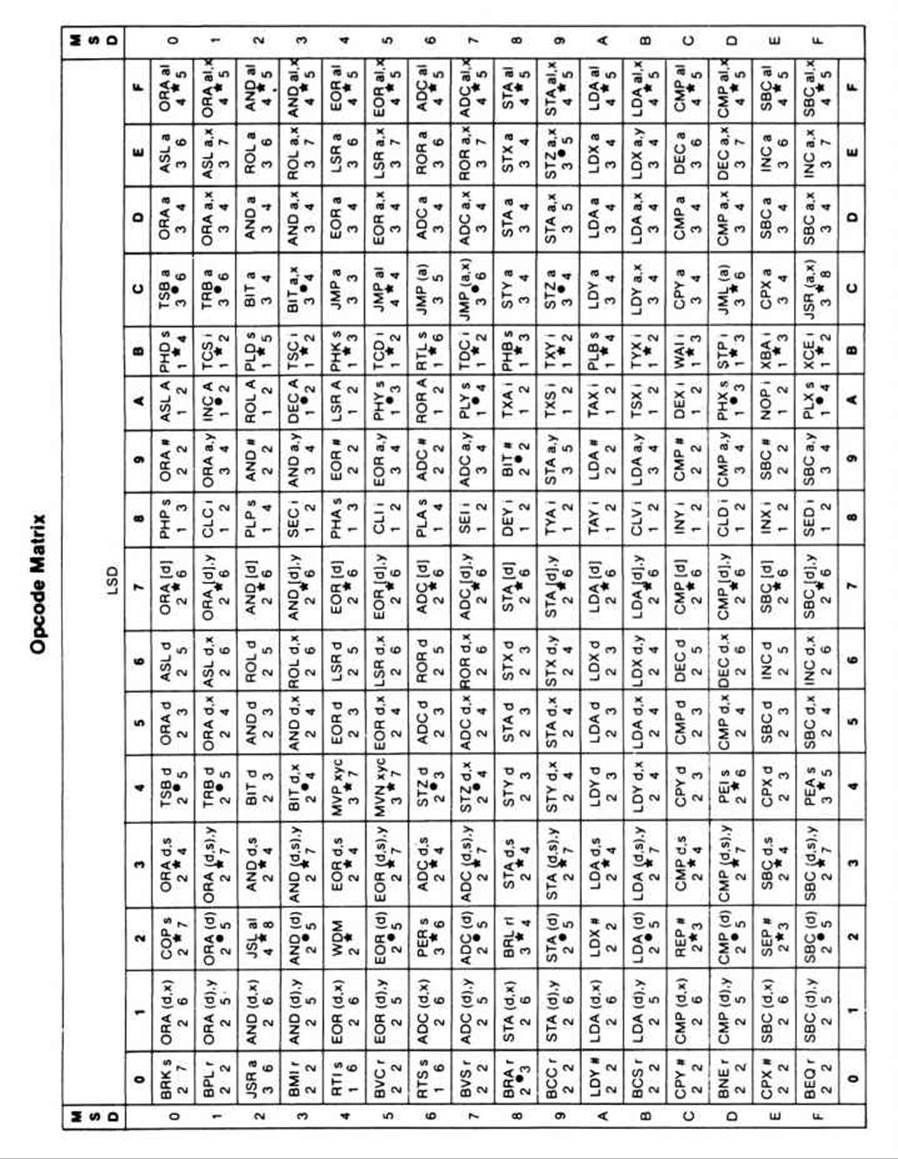 Opcode Matrix
M S D LSD M S D
0 1 2 3 4 5 6 7 8 9 A B C D E F
0 BRK s ORA (d,x) COP s ORA d,s TSB d ORA d ASL d ORA [d] PHP s ORA # ASL A PHD s TSB a ORA a ASL a ORA al 0
2 7 2 6 2★7 2★4 2●5 2 3 2 5 2★6 1 3 2 2 1 2 1★4 3●6 3 4 3 6 4★5
1 BPL r ORA (d),y ORA (d) ORA (d,s),y TRB d ORA d,x ASL d,x ORA [d],y CLC i ORA a,y INC A TCS i TRB a ORA a,x ASL a,x ORA al,x 1
2 2 2 5 2●5 2★7 2●5 2 4 2 6 2★6 1 2 3 4 1●2 1★2 3●6 3 4 3 7 4★5
2 JSR a AND (d,x) JSL al AND d,s BIT d AND d ROL d AND [d] PLP s AND # ROL A PLD s BIT a AND a ROL a AND al 2
3 6 2 6 4★8 2★4 2 3 2 3 2 5 2★6 1 4 2 2 1 2 1★5 3 4 3 4 3 6 4★5
3 BMI r AND (d),y AND (d) AND (d,s),y BIT d,x AND d,x ROL d,x AND [d],y SEC i AND a,y DEC A TSC i BIT a,x AND a,x ROL a,x AND al,x 3
2 2 2 5 2●5 2★7 2●4 2 4 2 6 2★6 1 2 3 4 1●2 1★2 3●4 3 4 3 7 4★5
4 RTI s EOR (d,x) WDM EOR d,s MVP xyc EOR d LSR d EOR [d] PHA s EOR # LSR A PHK s JMP a EOR a LSR a EOR al 4
1 6 2 6 2★ 2★4 3★7 2 3 2 5 2★6 1 3 2 2 1 2 1★3 3 3 3 4 3 6 4★5
5 BVC r EOR (d),y EOR (d) EOR (d,s),y MVN xyc EOR d,x LSR d,x EOR [d],y CLI i EOR a,y PHY s TCD i JMP al EOR a,x LSR a,x EOR al,x 5
2 2 2 5 2●5 2★7 3★7 2 4 2 6 2★6 1 2 3 4 1●3 1★2 4★4 3 4 3 7 4★5
6 RTS s ADC (d,x) PER s ADC d,s STZ d ADC d ROR d ADC [d] PLA s ADC # ROR A RTL s JMP (a) ADC a ROR a ADC al 6
1 6 2 6 3★6 2★4 2●3 2 3 2 5 2★6 1 4 2 2 1 2 1★6 3 5 3 4 3 6 4★5
7 BVS r ADC (d),y ADC (d) ADC (d,s),y STZ d,x ADC d,x ROR d,x ADC [d],y SEI i ADC a,y PLY s TDC i JMP (a,x) ADC a,x ROR a,x ADC al,x 7
2 2 2 5 2●5 2★7 2●4 2 4 2 6 2★6 1 2 3 4 1●4 1★2 3●6 3 4 3 7 4★5
8 BRA r STA (d,x) BRL rl STA d,s STY d STA d STX d STA [d] DEY i BIT # TXA i PHB s STY a STA a STX a STA al 8
2●3 2 6 3★4 2★4 2 3 2 3 2 3 2★6 1 2 2●2 1 2 1★3 3 4 3 4 3 4 4★5
9 BCC r STA (d),y STA (d) STA (d,s),y STY d,x STA d,x STX d,y STA [d],y TYA i STA a,y TXS i TXY i STZ a STA a,x STZ a,x STA al,x 9
2 2 2 6 2●5 2★7 2 4 2 4 2 4 2★6 1 2 3 5 1 2 1★2 3●4 3 5 3●5 4★5
A LDY # LDA (d,x) LDX # LDA d,s LDY d LDA d LDX d LDA [d] TAY i LDA # TAX i PLB s LDY a LDA a LDX a LDA al A
2 2 2 6 2 2 2★4 2 3 2 3 2 3 2★6 1 2 2 2 1 2 1★4 3 4 3 4 3 4 4★5
B BCS r LDA (d),y LDA (d) LDA (d,s),y LDY d,x LDA d,x LDX d,y LDA [d],y CLV i LDA a,y TSX i TYX i LDY a,x LDA a,x LDX a,y LDA al,x B
2 2 2 5 2●5 2★7 2 4 2 4 2 4 2★6 1 2 3 4 1 2 1★2 3 4 3 4 3 4 4★5
C CPY # CMP (d,x) REP # CMP d,s CPY d CMP d DEC d CMP [d] INY i CMP # DEX i WAI i CPY a CMP a DEC a CMP al C
2 2 2 6 2★3 2★4 2 3 2 3 2 5 2★6 1 2 2 2 1 2 1★3 3 4 3 4 3 6 4★5
D BNE r CMP (d),y CMP (d) CMP (d,s),y PEI s CMP d,x DEC d,x CMP [d],y CLD i CMP a,y PHX s STP i JML (a) CMP a,x DEC a,x CMP al,x D
2 2 2 5 2●5 2★7 2★6 2 4 2 6 2★6 1 2 3 4 1●3 1★3 3★6 3 4 3 7 4★5
E CPX # SBC (d,x) SEP # SBC d,s CPX d SBC d INC d SBC [d] INX i SBC # NOP i XBA i CPX a SBC a INC a SBC al E
2 2 2 6 2★3 2★4 2 3 2 3 2 5 2★6 1 2 2 2 1 2 1★3 3 4 3 4 3 6 4★5
F BEQ r SBC (d),y SBC (d) SBC (d,s),y PEA s SBC d,x INC d,x SBC [d],y SED i SBC a,y PLX s XCE i JSR (a,x) SBC a,x INC a,x SBC al,x F
2 2 2 5 2●5 2★7 3★5 2 4 2 6 2★6 1 2 3 4 1●4 1★2 3★8 3 4 3 7 4★5
0 1 2 3 4 5 6 7 8 9 A B C D E F